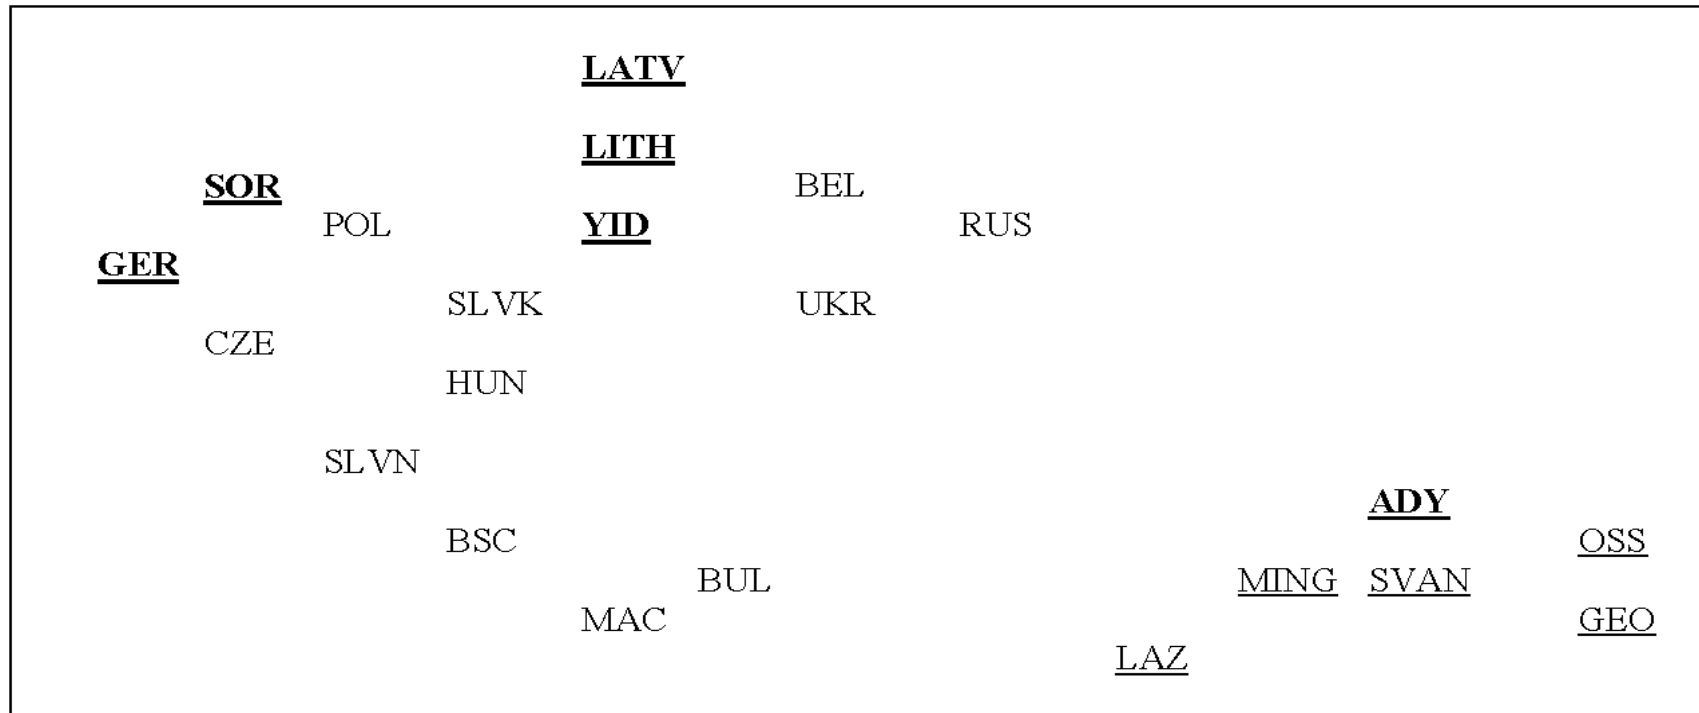 LATV
LITH
SOR BEL
POL YID RUS
GER
SLVK UKR
CZE
HUN
SLVN
ADY
BSC OSS
BUL MING SVAN
MAC GEO
LAZ